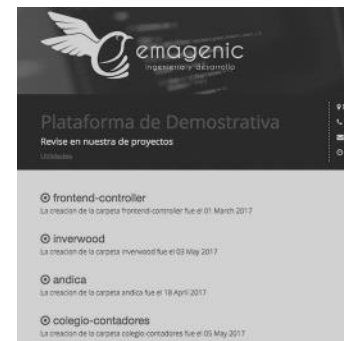 emagenic
ingeniería y desarrollo
Plataforma de Demostrativa
Revise en nuestra de proyectos
Utilidades
frontend-controller
La creacion de la carpeta frontend-controller fue el 01 March 2017
inverwood
La creacion de la carpeta inverwood fue el 03 May 2017
andica
La creacion de la carpeta andica fue el 18 April 2017
colegio-contadores
La creacion de la carpeta colegio-contadores fue el 05 May 2017